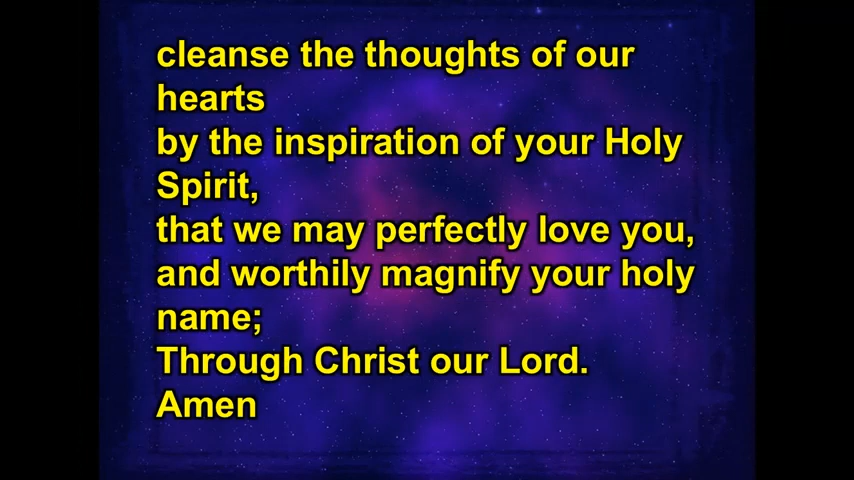 cleanse the thoughts of our
hearts
by the inspiration of your Holy
Spirit,
that we may perfectly love you,
and worthily magnify your holy
name;
Through Christ our Lord.
Amen